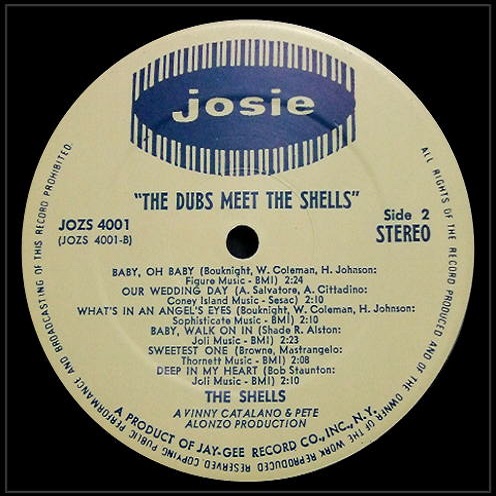 josie
"THE DUBS MEET THE SHELLS"
JOZS 4001
(JOZS 4001-B)
Side 2
STEREO
BABY, OH BABY (Bouknight, W. Coleman, H. Johnson:
Figure Music - BMI) 2:24
OUR WEDDING DAY (A. Salvatore, A. Cittadino:
Coney Island Music - Sesac) 2:10
WHAT'S IN AN ANGEL'S EYES (Bouknight, W. Coleman, H. Johnson:
Sophisticate Music - BMI) 2:10
BABY, WALK ON IN (Shade R. Alston:
Joli Music - BMI) 2:23
SWEETEST ONE (Browne, Mastrangelo:
Thornett Music - BMI) 2:08
DEEP IN MY HEART (Bob Staunton:
Joli Music - BMI) 2:10
THE SHELLS
A VINNY CATALANO & PETE
ALONZO PRODUCTION
A PRODUCT OF JAY-GEE RECORD CO., INC., N.Y.
ALL RIGHTS OF THE RECORD PRODUCED AND OF THE OWNER OF THE WORK REPRODUCED RESERVED. COPYING PUBLIC PERFORMANCE AND BROADCASTING OF THIS RECORD PROHIBITED.